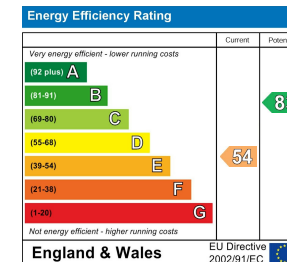 Energy Efficiency Rating
Current
Very energy efficient - lower running costs
(92 plus) A
(81-91) B
8
(69-80) C
(55-68) D
54
(39-54) E
(21-38) F
(1-20) G
Not energy efficient - higher running costs
England & Wales
EU Directive
2002/91/EC